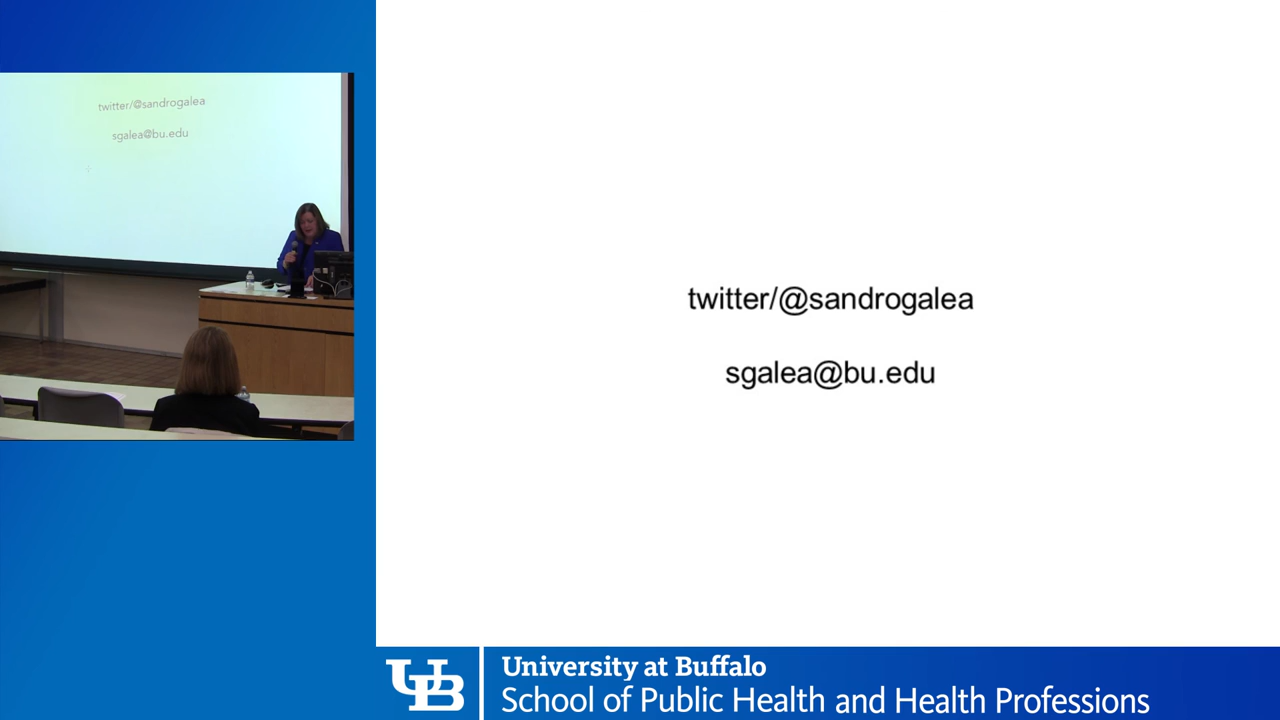 twitter/@sandrogalea
sgalea@bu.edu
twitter/@sandrogalea
sgalea@bu.edu
UB
University at Buffalo
School of Public Health and Health Professions